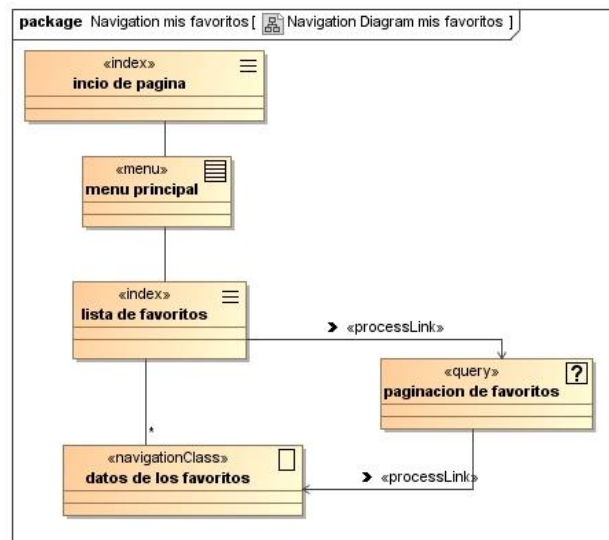 package Navigation mis favoritos [ Navigation Diagram mis favoritos ]
«index»
incio de pagina
«menu»
menu principal
«index»
lista de favoritos
«processLink»
«query»
?
paginacion de favoritos
*
«navigationClass»
datos de los favoritos
«processLink»